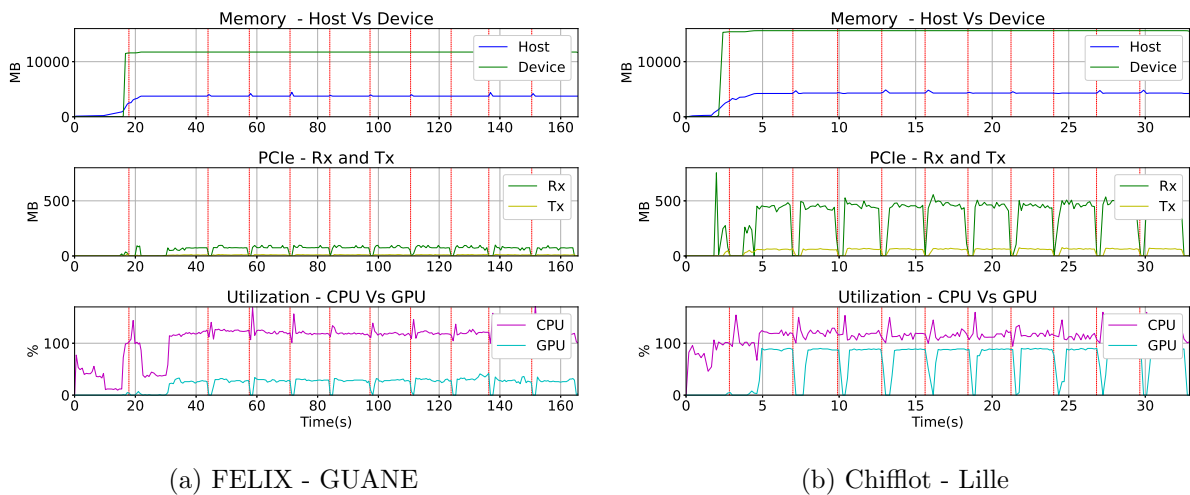 Memory  - Host Vs Device
MB
10000
0
Host
Device
0 20 40 60 80 100 120 140 160
PCIe - Rx and Tx
MB
500
0
Rx
Tx
0 20 40 60 80 100 120 140 160
Utilization - CPU Vs GPU
%
100
0
CPU
GPU
0 20 40 60 80 100 120 140 160
Time(s)
(a) FELIX - GUANE
Memory  - Host Vs Device
MB
10000
0
Host
Device
0 5 10 15 20 25 30
PCIe - Rx and Tx
MB
500
0
Rx
Tx
0 5 10 15 20 25 30
Utilization - CPU Vs GPU
%
100
0
CPU
GPU
0 5 10 15 20 25 30
Time(s)
(b) Chifflot - Lille